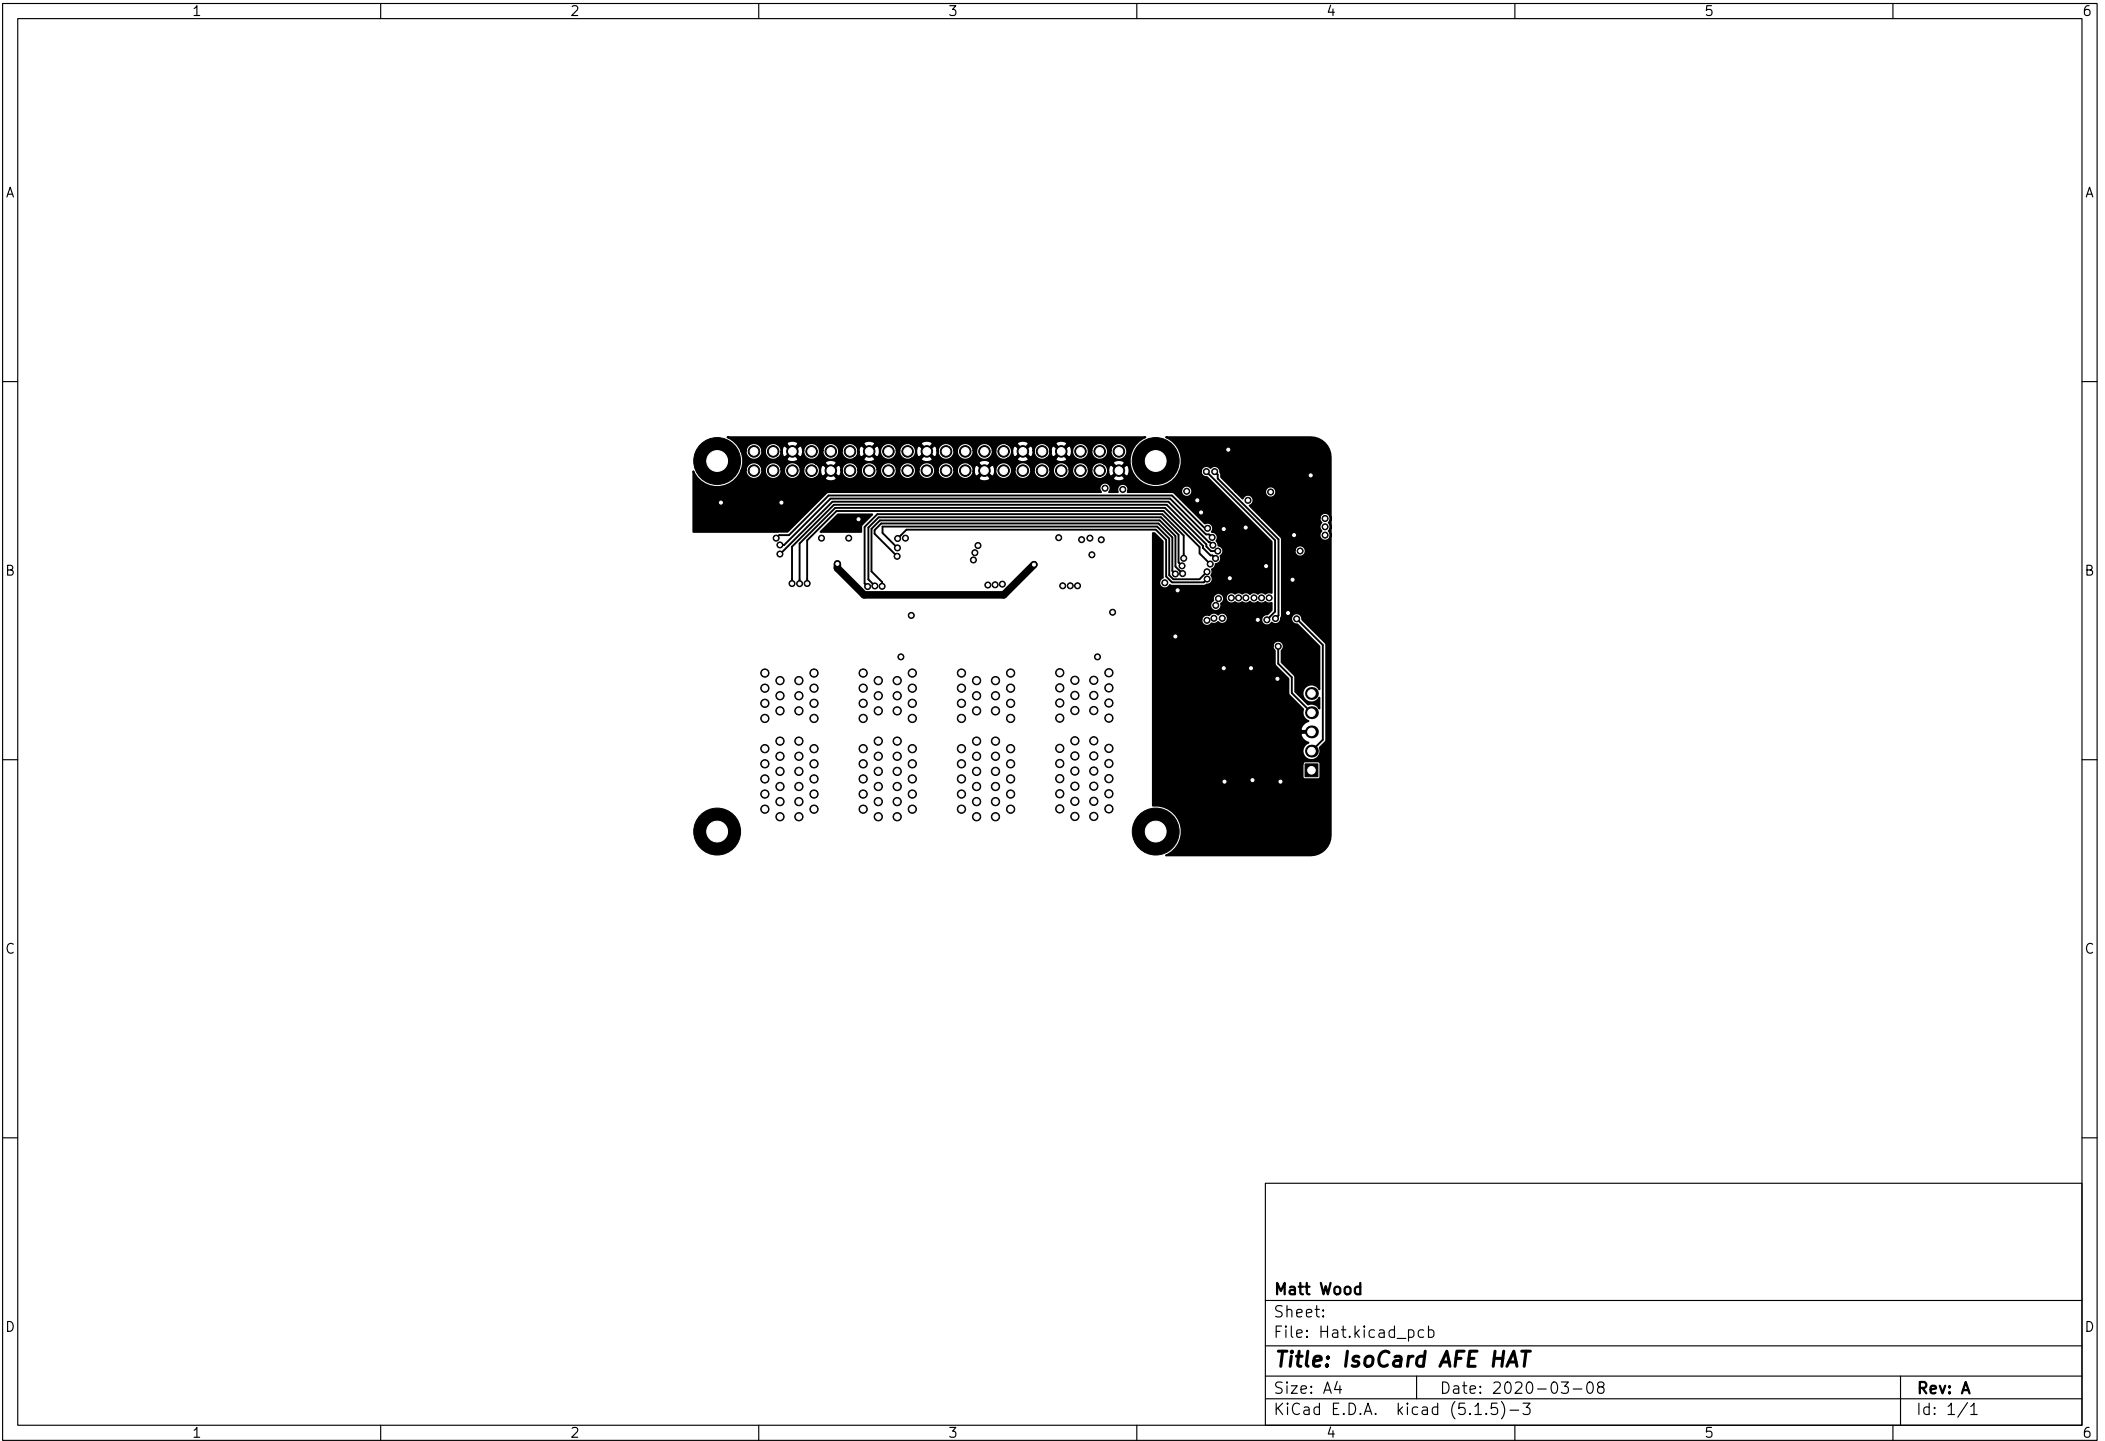 1 2 3 4 5 6
A A
B B
C C
Matt Wood
Sheet:
File: Hat.kicad_pcb
D D
Title: IsoCard AFE HAT
Size: A4 Date: 2020-03-08 Rev: A
KiCad E.D.A. kicad (5.1.5)-3 Id: 1/1
1 2 3 4 5 6